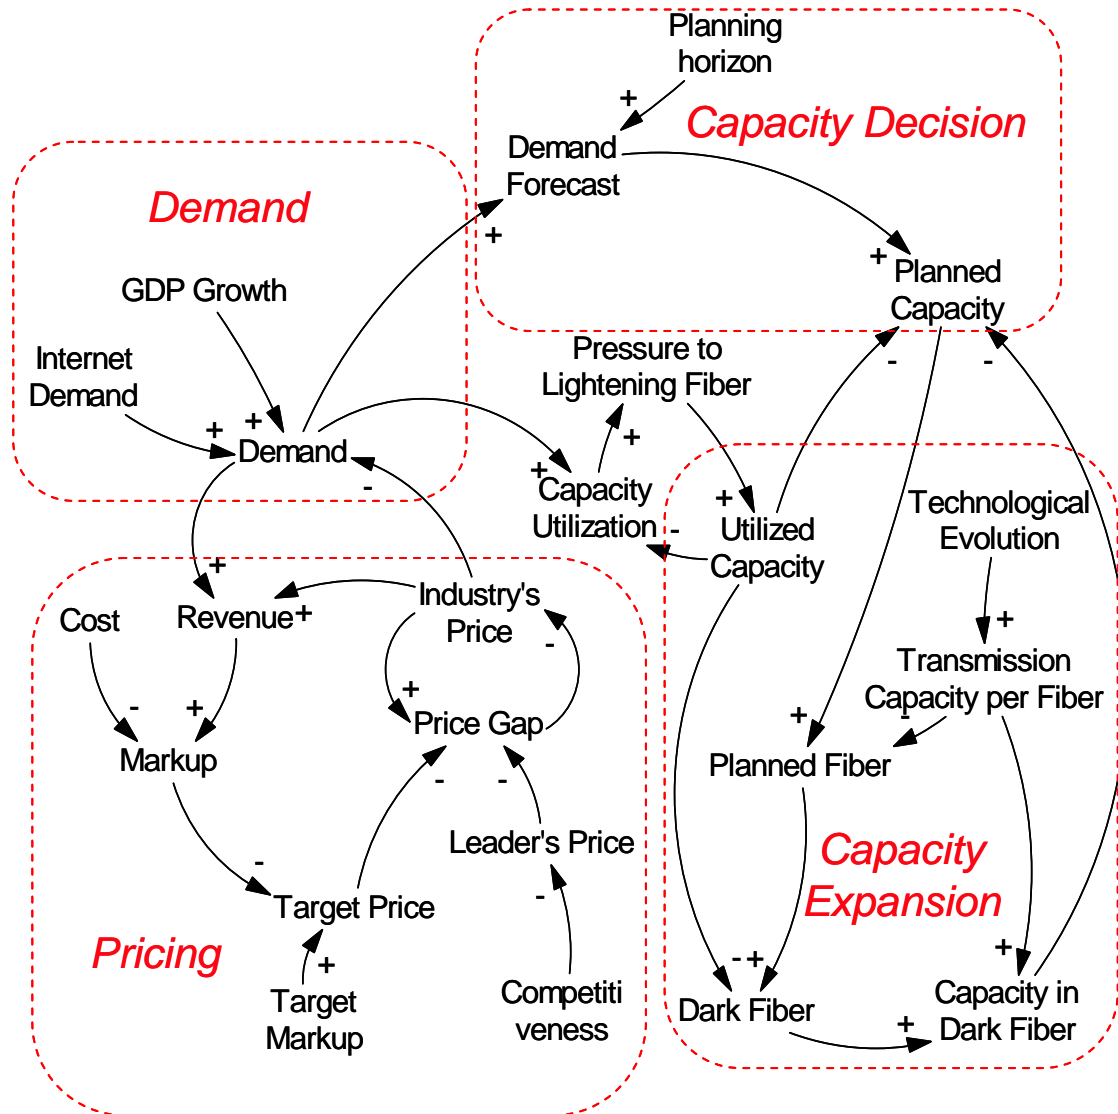 Planning
horizon
+
Capacity Decision
Demand
Forecast
+
+
Planned
Capacity
-
-
Demand
GDP Growth
Internet
Demand
+
+
Demand
-
Pressure to
Lightening Fiber
+
+
Capacity
Utilization
-
+
Utilized
Capacity
Technological
Evolution
+
Transmission
Capacity per Fiber
-
+
Planned Fiber
Capacity
Expansion
-
+
Dark Fiber
+
+
Capacity in
Dark Fiber
+
Cost
Revenue
+
Industry's
Price
-
-
+
+
Price Gap
Markup
-
-
Leader's Price
-
-
Target Price
Pricing
+
Target
Markup
Competiti
veness